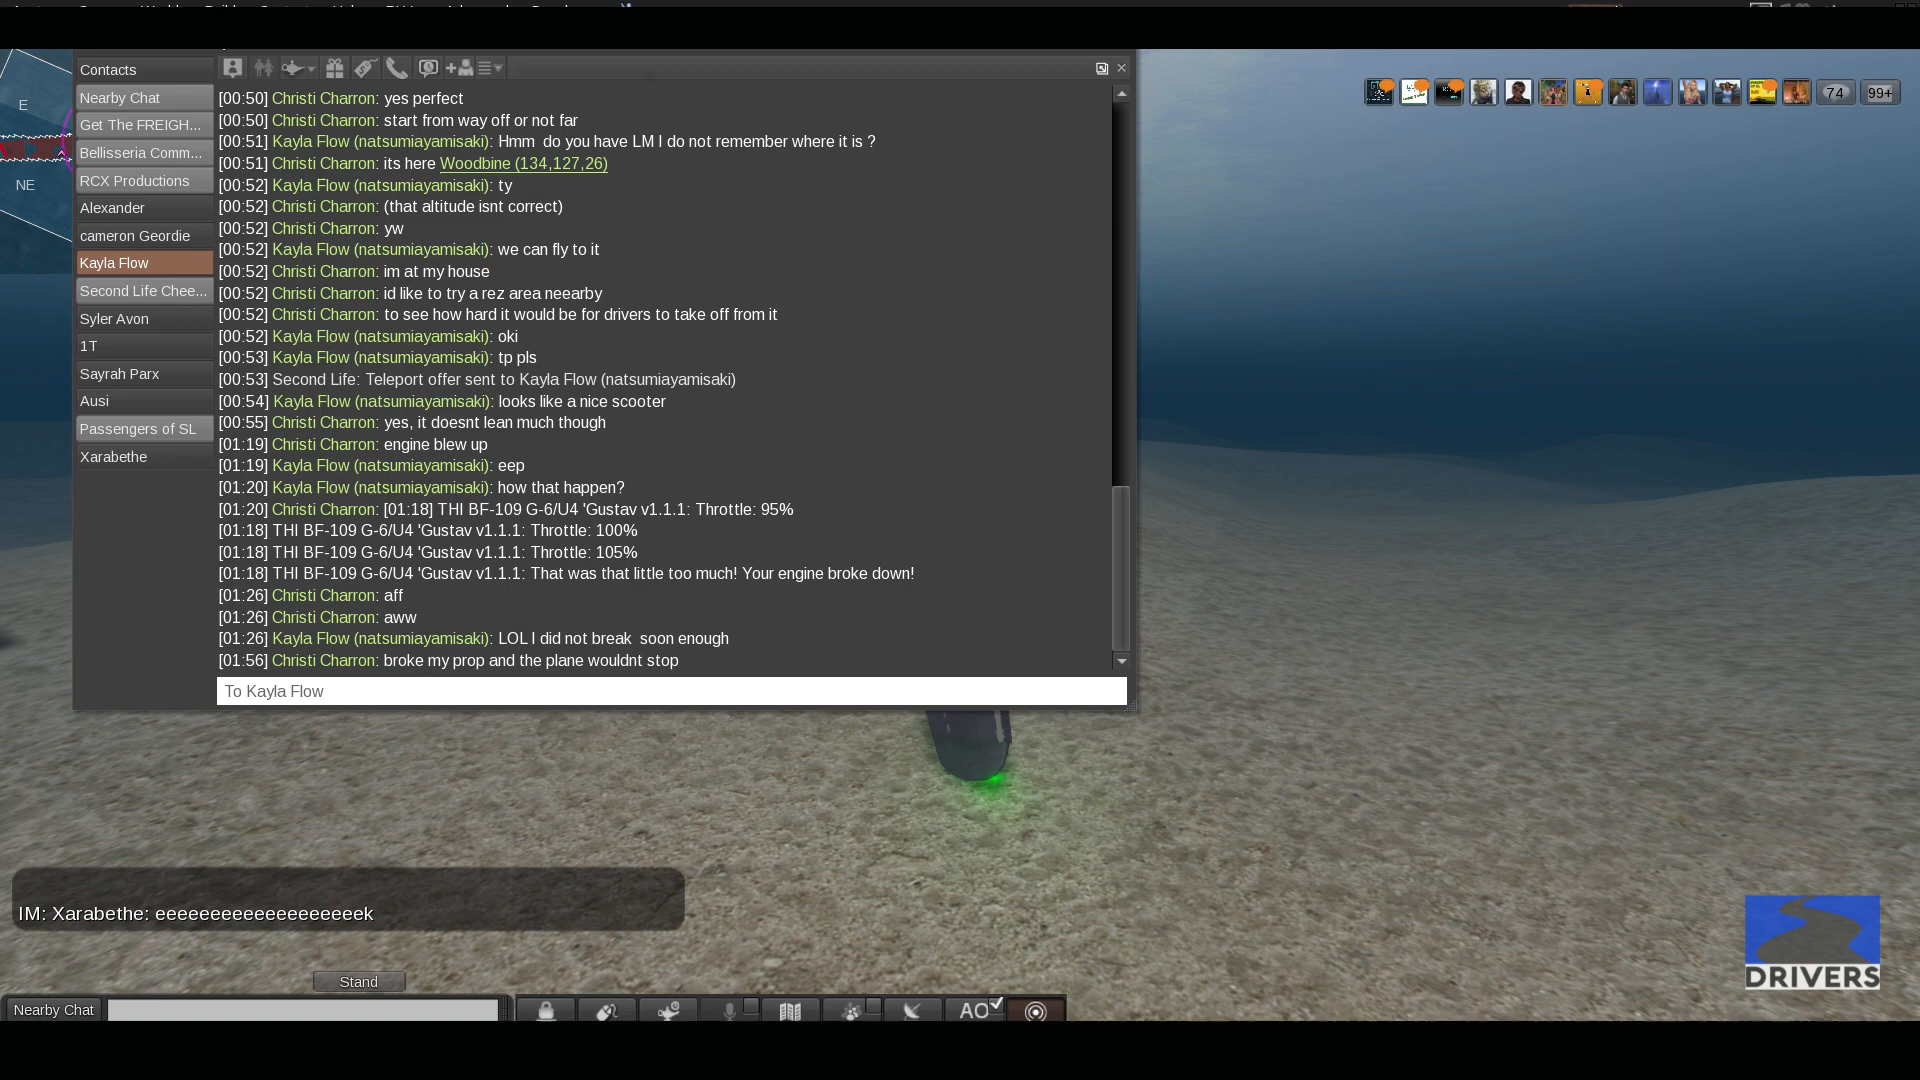 Contacts
Nearby Chat
Get The FREIGH...
Bellisseria Comm...
RCX Productions
Alexander
cameron Geordie
Kayla Flow
Second Life Chee...
Syler Avon
1T
Sayrah Parx
Ausi
Passengers of SL
Xarabethe
E
NE
[00:50] Christi Charron: yes perfect
[00:50] Christi Charron: start from way off or not far
[00:51] Kayla Flow (natsumiayamisaki): Hmm  do you have LM I do not remember where it is ?
[00:51] Christi Charron: its here Woodbine (134,127,26)
[00:52] Kayla Flow (natsumiayamisaki): ty
[00:52] Christi Charron: (that altitude isnt correct)
[00:52] Christi Charron: yw
[00:52] Kayla Flow (natsumiayamisaki): we can fly to it
[00:52] Christi Charron: im at my house
[00:52] Christi Charron: id like to try a rez area neearby
[00:52] Christi Charron: to see how hard it would be for drivers to take off from it
[00:52] Kayla Flow (natsumiayamisaki): oki
[00:53] Kayla Flow (natsumiayamisaki): tp pls
[00:53] Second Life: Teleport offer sent to Kayla Flow (natsumiayamisaki)
[00:54] Kayla Flow (natsumiayamisaki): looks like a nice scooter
[00:55] Christi Charron: yes, it doesnt lean much though
[01:19] Christi Charron: engine blew up
[01:19] Kayla Flow (natsumiayamisaki): eep
[01:20] Kayla Flow (natsumiayamisaki): how that happen?
[01:20] Christi Charron: [01:18] THI BF-109 G-6/U4 'Gustav v1.1.1: Throttle: 95%
[01:18] THI BF-109 G-6/U4 'Gustav v1.1.1: Throttle: 100%
[01:18] THI BF-109 G-6/U4 'Gustav v1.1.1: Throttle: 105%
[01:18] THI BF-109 G-6/U4 'Gustav v1.1.1: That was that little too much! Your engine broke down!
[01:26] Christi Charron: aff
[01:26] Christi Charron: aww
[01:26] Kayla Flow (natsumiayamisaki): LOL I did not break  soon enough
[01:56] Christi Charron: broke my prop and the plane wouldnt stop
To Kayla Flow
74
99+
IM: Xarabethe: eeeeeeeeeeeeeeeeeeek
DRIVERS
Stand
Nearby Chat
AO